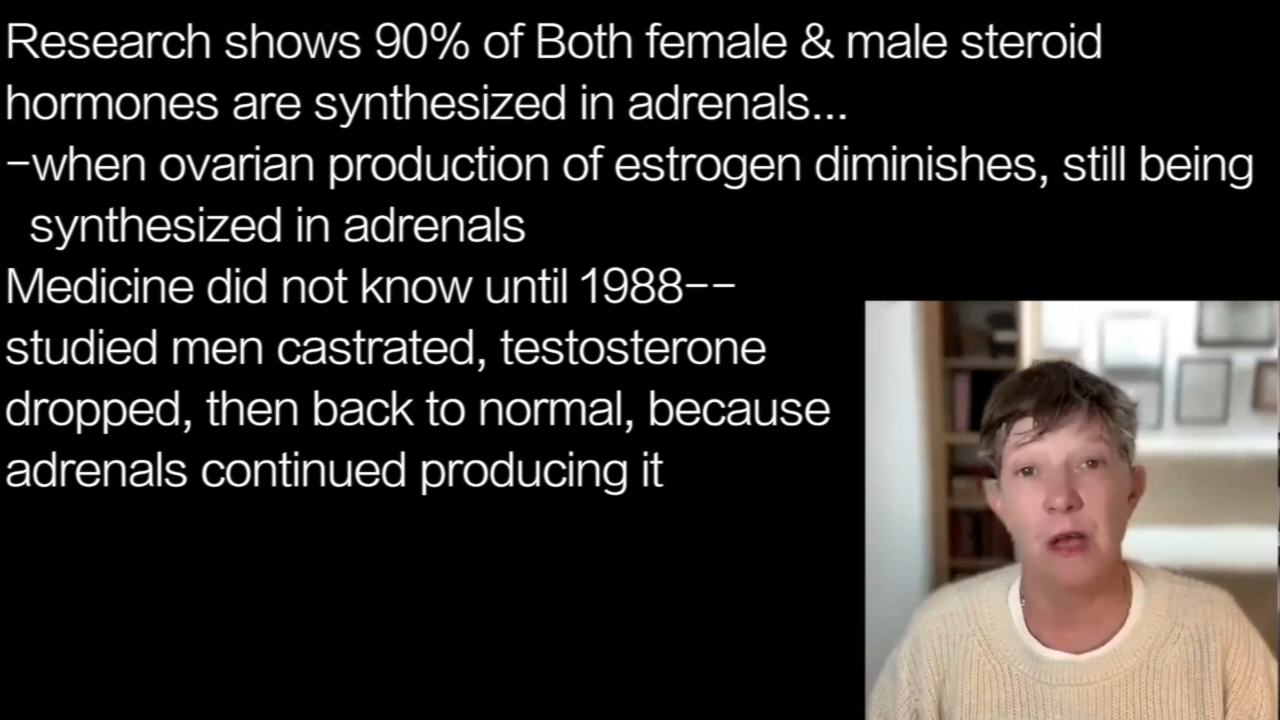 Research shows 90% of Both female & male steroid
hormones are synthesized in adrenals...
-when ovarian production of estrogen diminishes, still being
synthesized in adrenals
Medicine did not know until 1988--
studied men castrated, testosterone
dropped, then back to normal, because
adrenals continued producing it